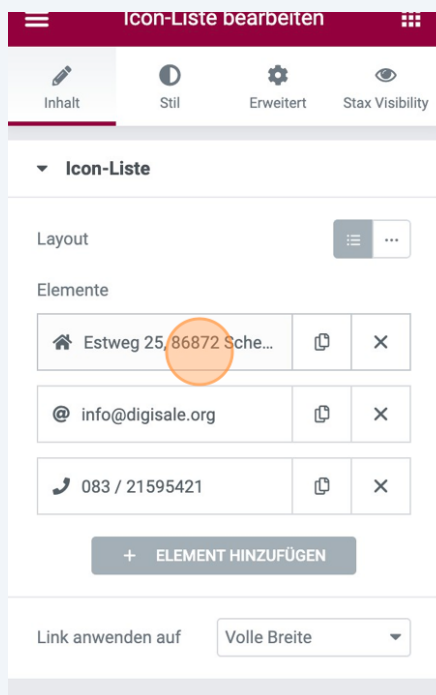 Icon-Liste bearbeiten
Inhalt Stil Erweitert Stax Visibility
Icon-Liste
Layout
Elemente
Estweg 25, 86872 Sche...
info@digisale.org
083 / 21595421
+ ELEMENT HINZUFÜGEN
Link anwenden auf Volle Breite